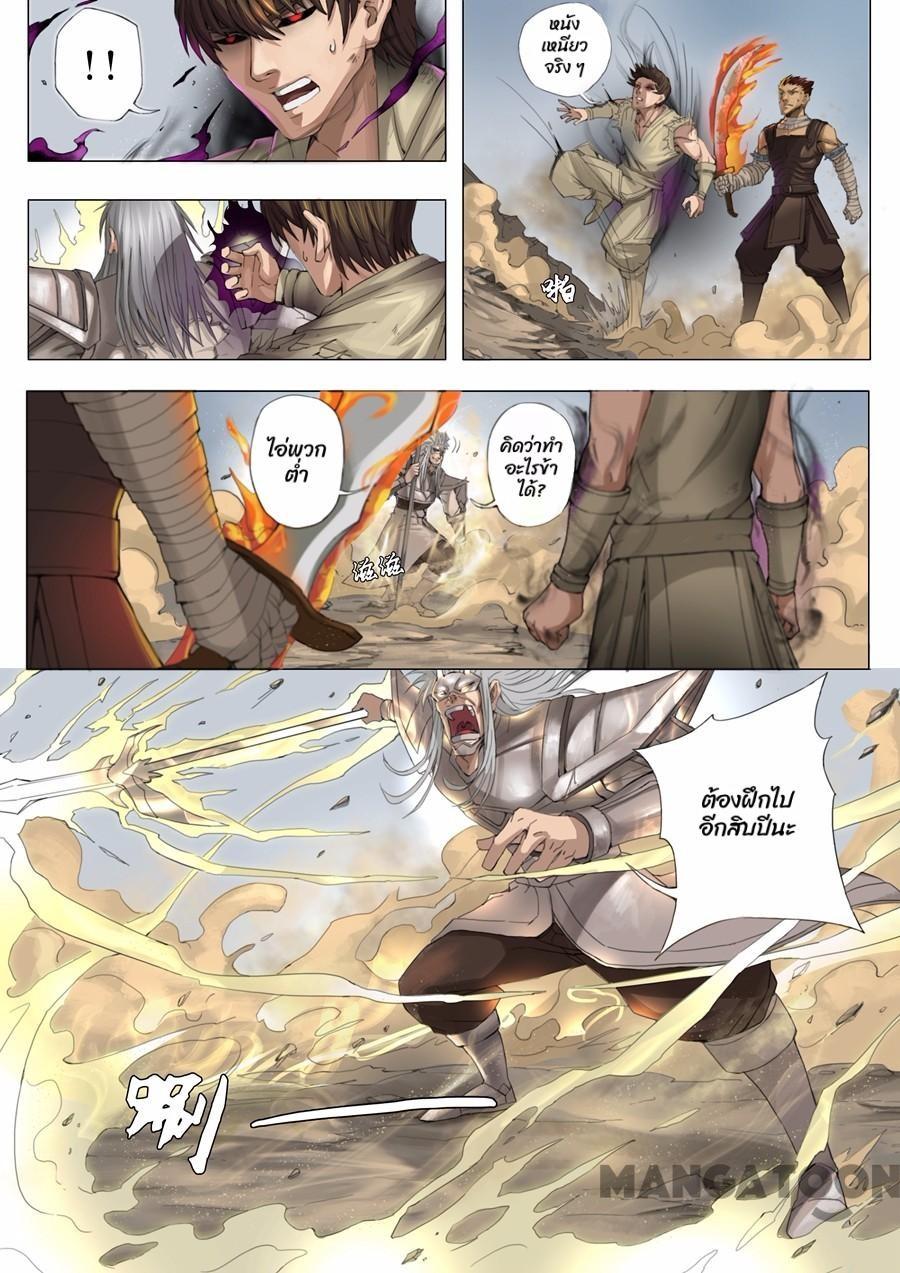 ! !
หนัง
เหนียว
จริง ๆ
啪
ไอ่พวก
ต่ำ
คิดว่าทำ
อะไรข้า
ได้?
滋滋
ต้องฝึกไป
อีกสิบปีนะ
唰
MANGATOON